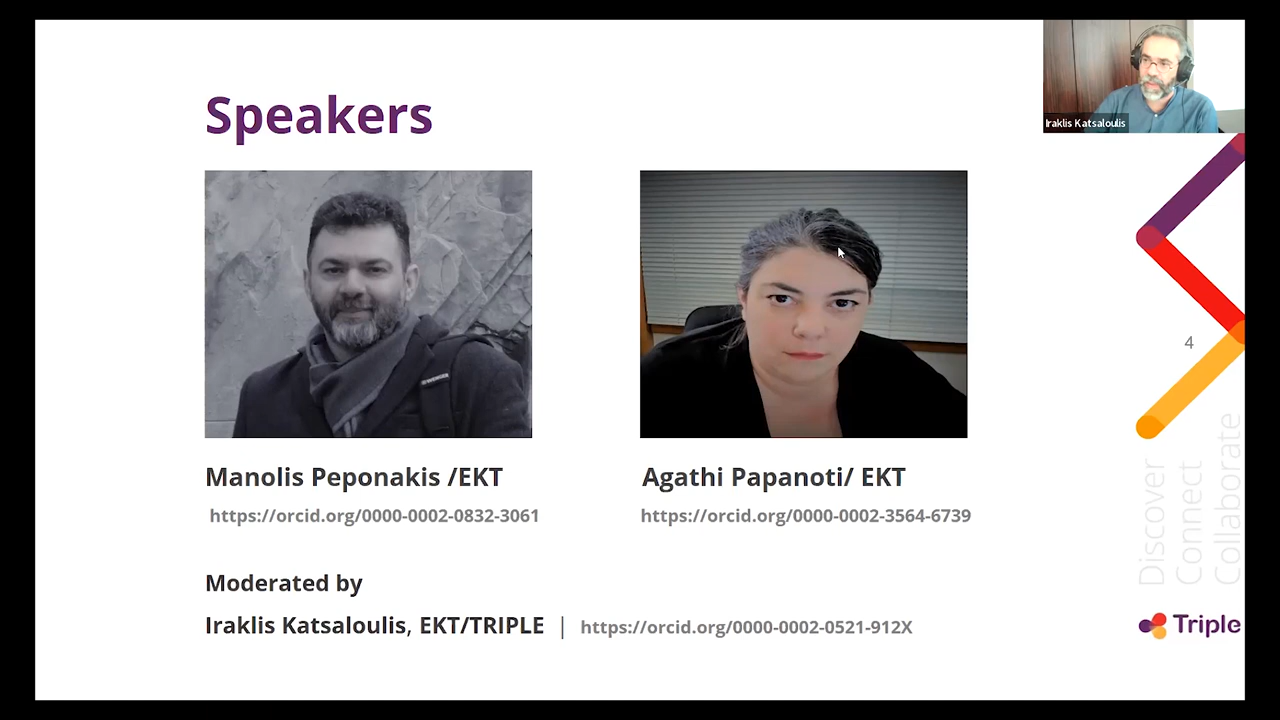 Speakers
Iraklis Katsaloulis
WENGER
4
Manolis Peponakis /EKT
Agathi Papanoti/ EKT
https://orcid.org/0000-0002-0832-3061
https://orcid.org/0000-0002-3564-6739
Moderated by
Iraklis Katsaloulis, EKT/TRIPLE | https://orcid.org/0000-0002-0521-912X
Discover
Connect
Collaborate
Triple